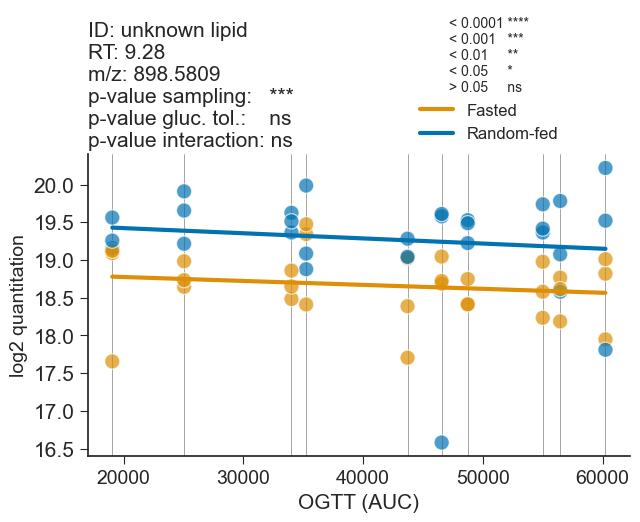 ID: unknown lipid
RT: 9.28
m/z: 898.5809
p-value sampling: ***
p-value gluc. tol.: ns
p-value interaction: ns
< 0.0001 ****
< 0.001 ***
< 0.01 **
< 0.05 *
> 0.05 ns
Fasted
Random-fed
log2 quantitation
20.0
19.5
19.0
18.5
18.0
17.5
17.0
16.5
20000 30000 40000 50000 60000
OGTT (AUC)